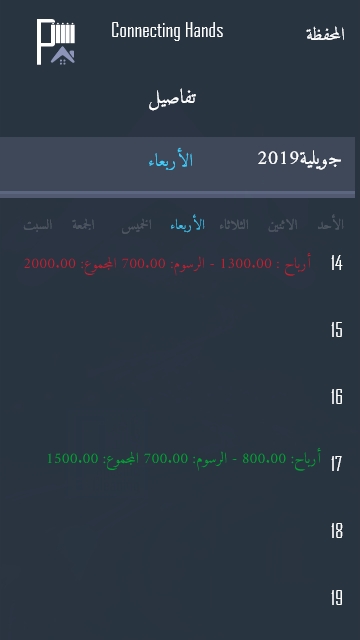 Connecting Hands
المحفظة
تفاصيل
جويلية2019
الأربعاء
الأحد الاثنين الثلاثاء الأربعاء الخميس الجمعة السبت
14 أرباح : 1300.00 - الرسوم: 700.00 المجموع: 2000.00
15
16
17 أرباح: 800.00 - الرسوم: 700.00 المجموع: 1500.00
18
19